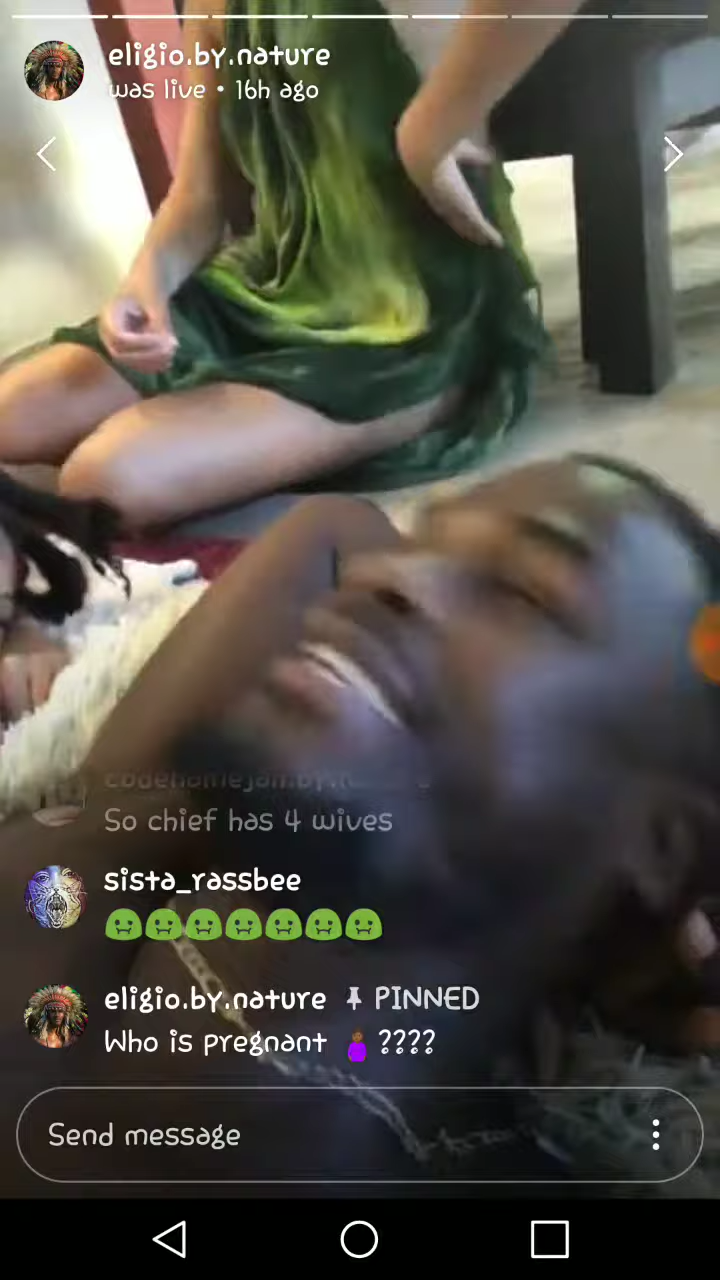 eligio.by.nature
was live • 16h ago
So chief has 4 wives
sista_rassbee
eligio.by.nature PINNED
Who is pregnant ????
Send message